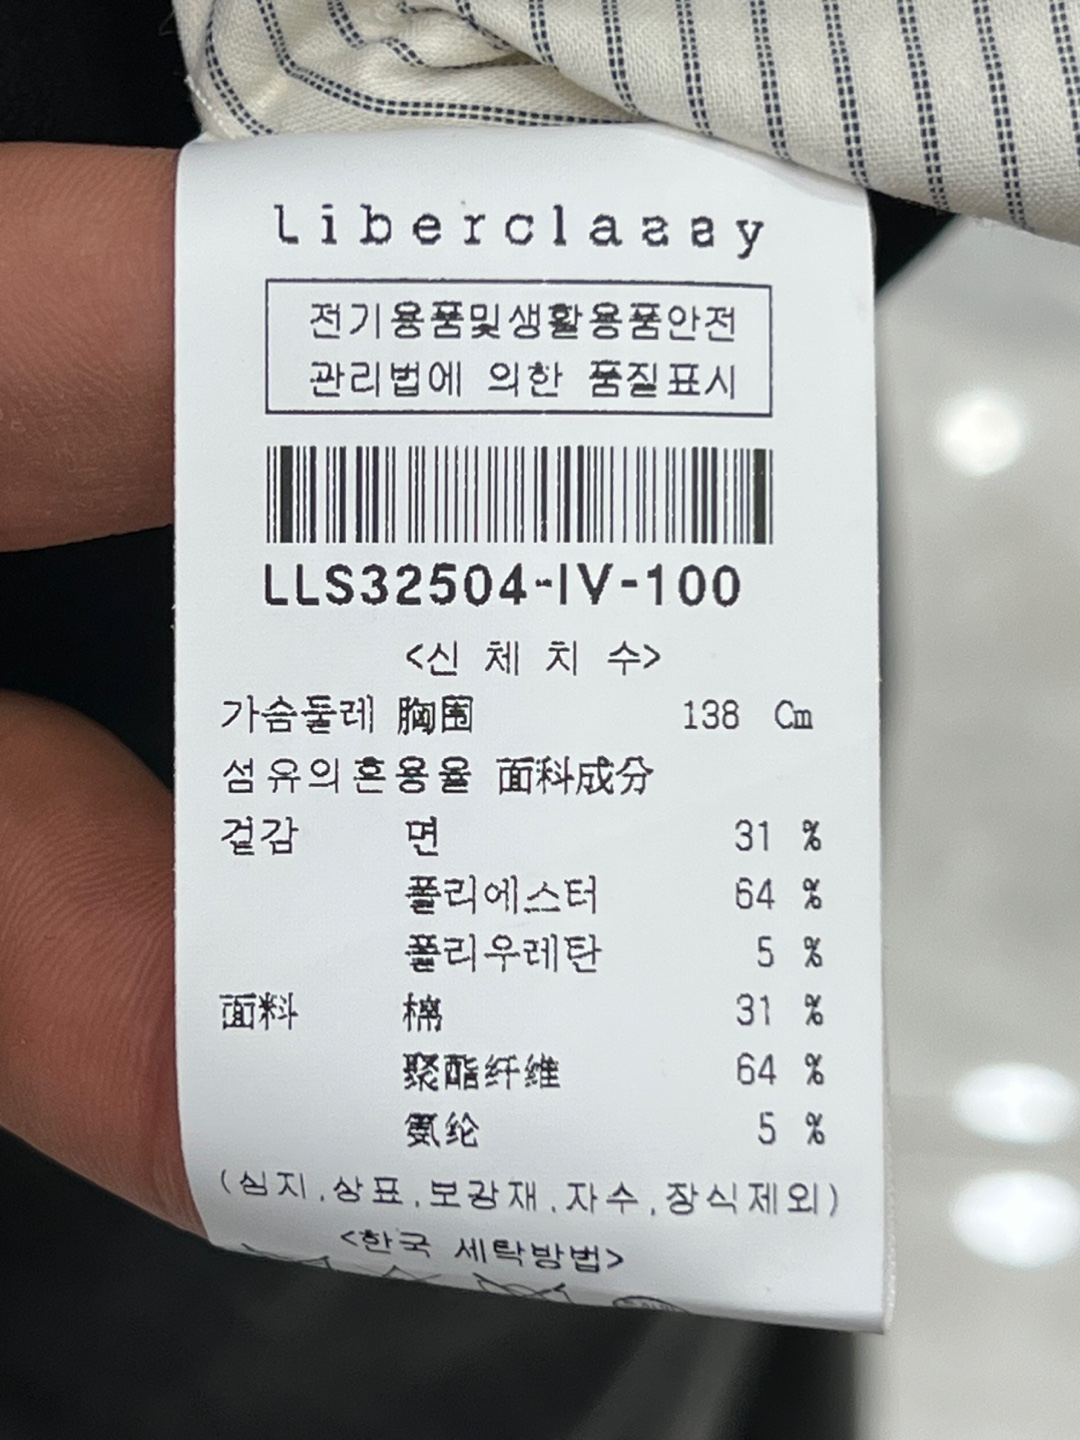 Liberclassy
전기용품및생활용품안전
관리법에 의한 품질표시
LLS32504-IV-100
<신 체 치 수>
가슴둘레 胸围 138 Cm
섬유의혼용율 面料成分
겉감 면 31 %
폴리에스터 64 %
폴리우레탄 5 %
面料 棉 31 %
聚酯纤维 64 %
氨纶 5 %
(심지,상표,보강재,자수,장식제외)
<한국 세탁방법>